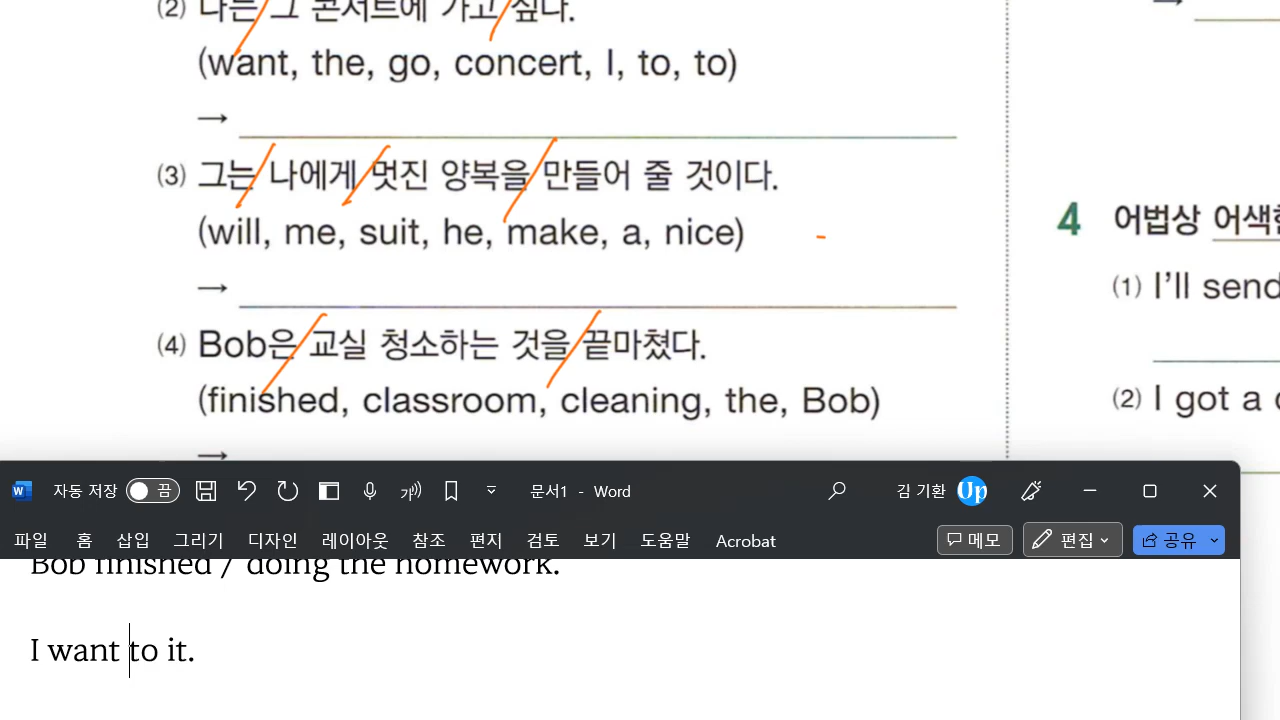 (2) 나는 그 콘서트에 가고 싶다.
(want, the, go, concert, I, to, to)
→
(3) 그는 나에게 멋진 양복을 만들어 줄 것이다.
(will, me, suit, he, make, a, nice)
→
(4) Bob은 교실 청소하는 것을 끝마쳤다.
(finished, classroom, cleaning, the, Bob)
→
→
4 어법상 어색한
(1) I'll send
(2) I got a
자동 저장 끔 가)) 문서1 - Word 김 기환 Up
파일 홈 삽입 그리기 디자인 레이아웃 참조 편지 검토 보기 도움말 Acrobat 메모 편집 공유
Bob finished / doing the homework.
I want to it.